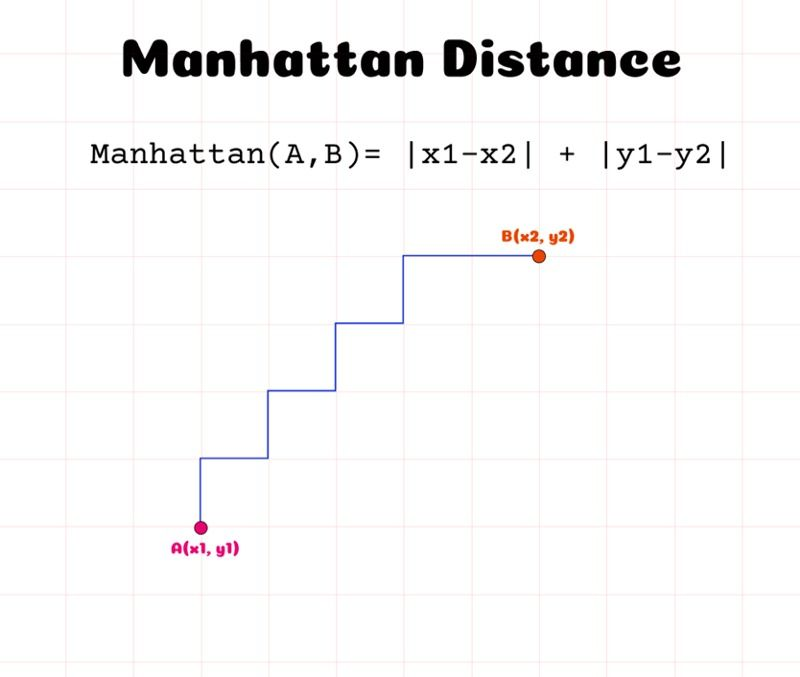 Manhattan Distance
Manhattan(A,B)= |x1-x2| + |y1-y2|
B(x2, y2)
A(x1, y1)